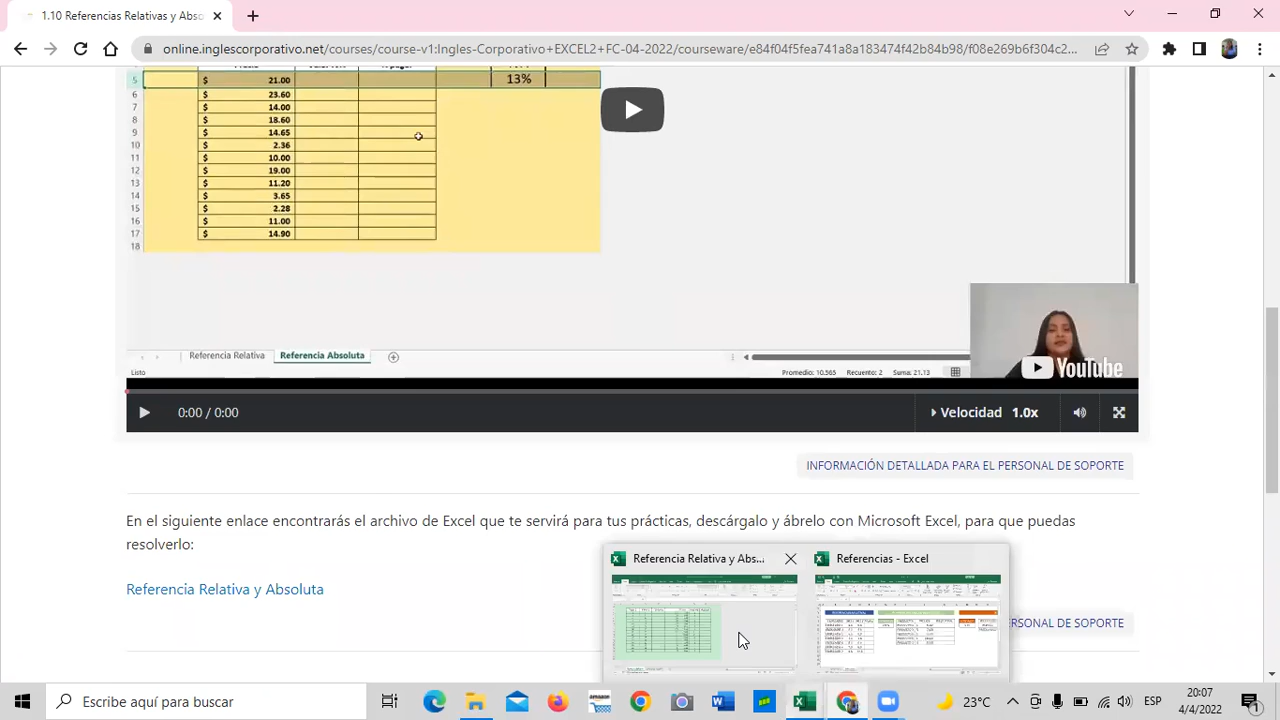 1.10 Referencias Relativas y Abso
online.inglescorporativo.net/courses/course-v1:Ingles-Corporativo+EXCEL2+FC-04-2022/courseware/e84f04f5fea741a8a183474f42b84b98/f08e269b6f304c2...
5 $ 21.00 13%
6 $ 23.60
7 $ 14.00
8 $ 18.60
9 $ 14.65
10 $ 2.36
11 $ 10.00
12 $ 19.00
13 $ 11.20
14 $ 3.65
15 $ 2.28
16 $ 11.00
17 $ 14.90
18
Referencia Relativa Referencia Absoluta
Listo Promedio: 10.565 Recuento: 2 Suma: 21.13
YouTube
0:00 / 0:00 Velocidad 1.0x
INFORMACIÓN DETALLADA PARA EL PERSONAL DE SOPORTE
En el siguiente enlace encontrarás el archivo de Excel que te servirá para tus prácticas, descárgalo y ábrelo con Microsoft Excel, para que puedas
resolverlo:
Referencia Relativa y Abs... Referencias - Excel
Referencia Relativa y Absoluta
PERSONAL DE SOPORTE
Escribe aquí para buscar
23°C ESP 20:07
4/4/2022